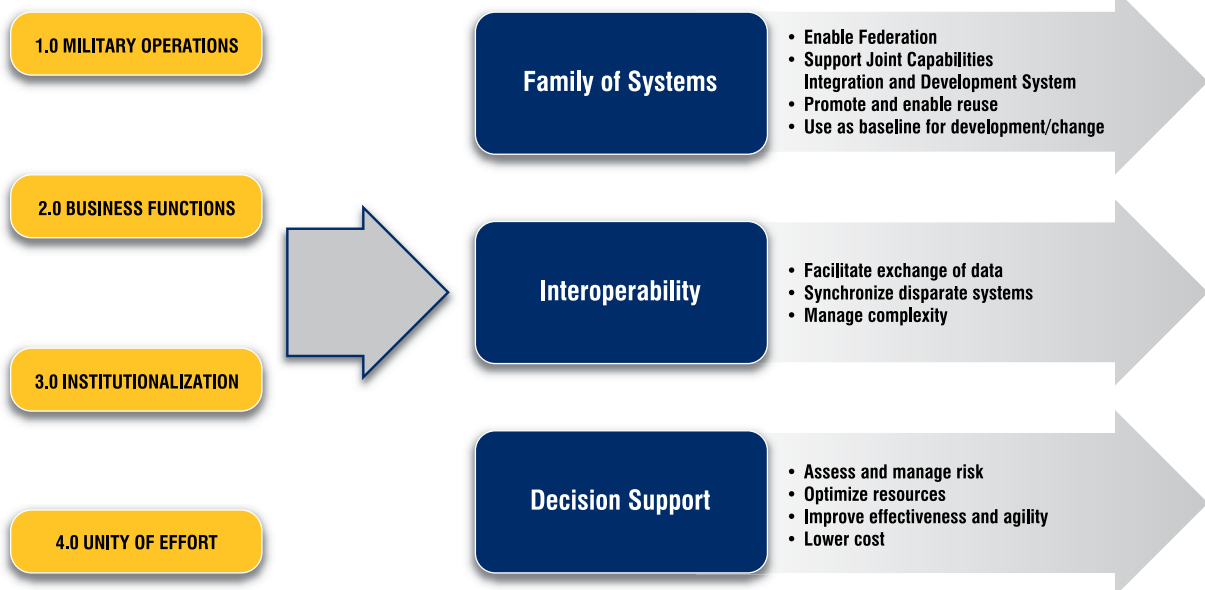 1.0 MILITARY OPERATIONS
2.0 BUSINESS FUNCTIONS
3.0 INSTITUTIONALIZATION
4.0 UNITY OF EFFORT
Family of Systems
• Enable Federation
• Support Joint Capabilities
Integration and Development System
• Promote and enable reuse
• Use as baseline for development/change
Interoperability
• Facilitate exchange of data
• Synchronize disparate systems
• Manage complexity
Decision Support
• Assess and manage risk
• Optimize resources
• Improve effectiveness and agility
• Lower cost